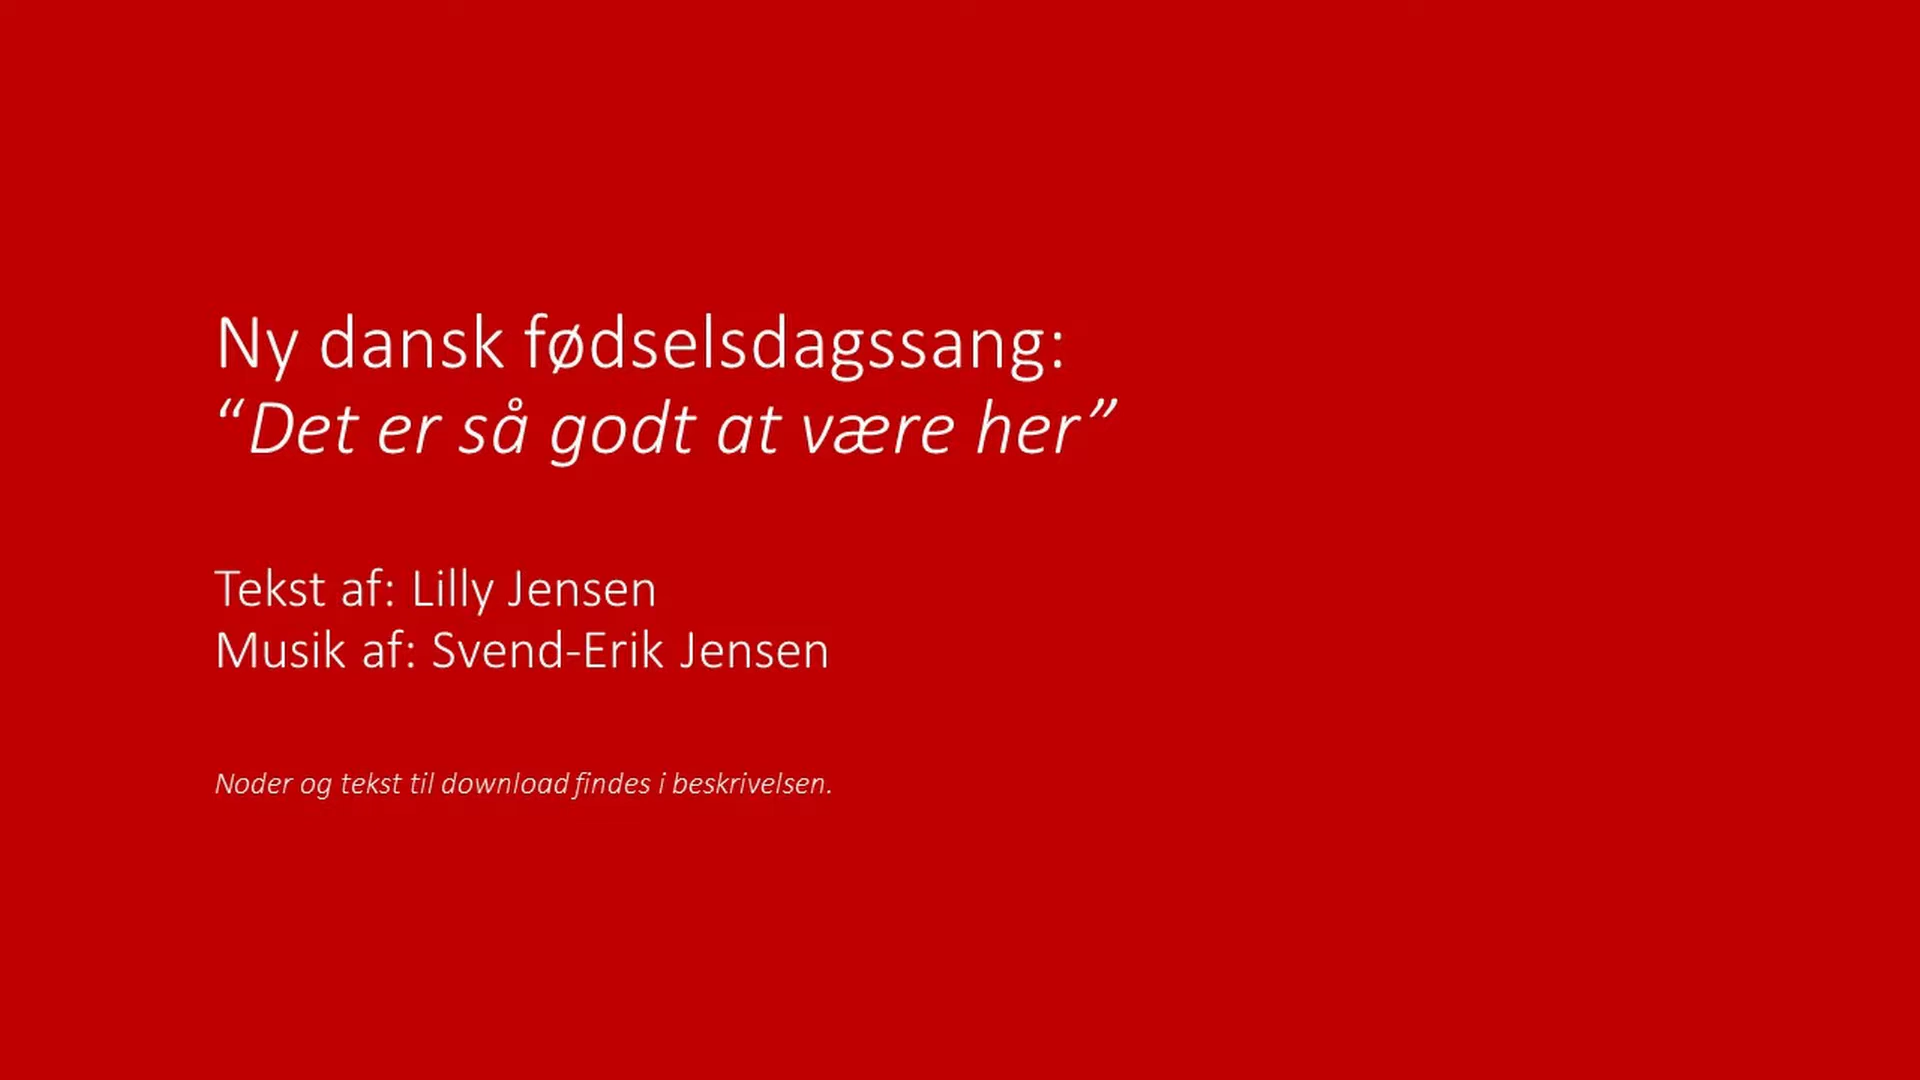 Ny dansk fødselsdagssang:
“Det er så godt at være her”
Tekst af: Lilly Jensen
Musik af: Svend-Erik Jensen
Noder og tekst til download findes i beskrivelsen.